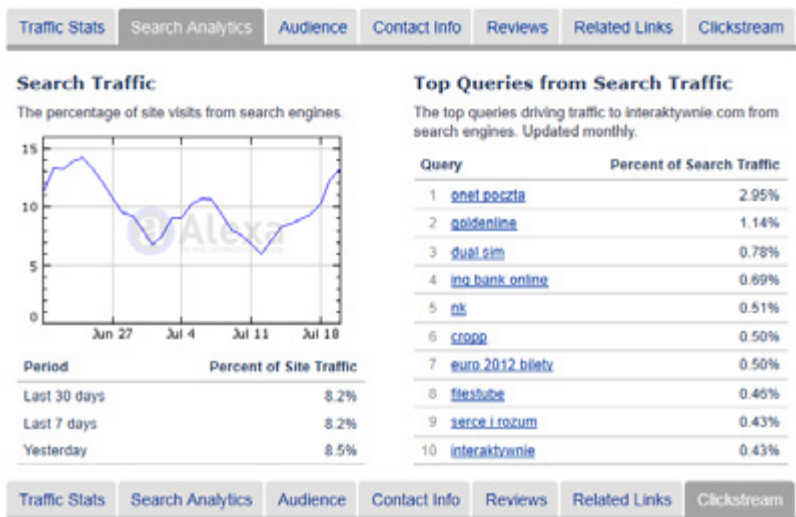 Traffic Stats Search Analytics Audience Contact Info Reviews Related Links Clickstream
Search Traffic
The percentage of site visits from search engines.
15
10
5
0
Jun 27 Jul 4 Jul 11 Jul 18
Alexa
Period Percent of Site Traffic
Last 30 days 8.2%
Last 7 days 8.2%
Yesterday 8.5%
Top Queries from Search Traffic
The top queries driving traffic to interaktywnie.com from
search engines. Updated monthly.
Query Percent of Search Traffic
1 onet poczta 2.95%
2 goldenline 1.14%
3 dual sim 0.78%
4 ing bank online 0.69%
5 nk 0.51%
6 cropp 0.50%
7 euro 2012 bilety 0.50%
8 filestube 0.46%
9 serce i rozum 0.43%
10 interaktywnie 0.43%
Traffic Stats Search Analytics Audience Contact Info Reviews Related Links Clickstream